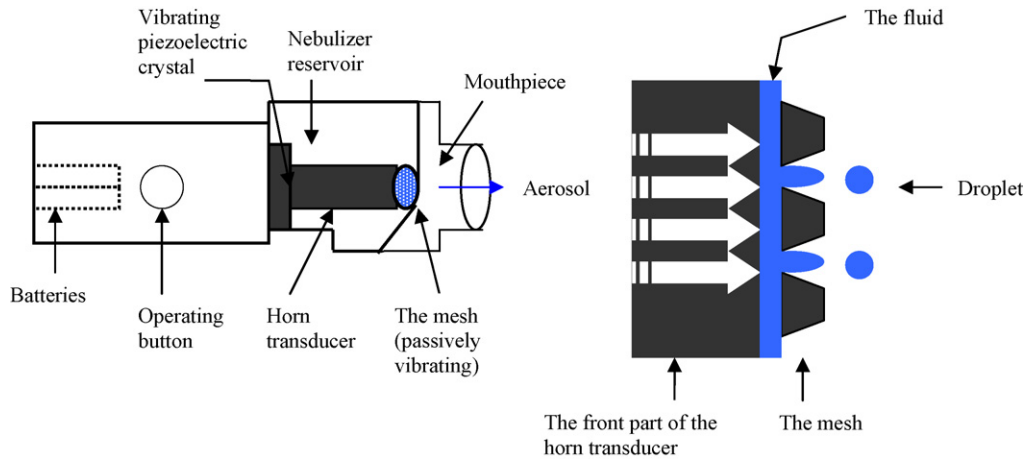 Vibrating
piezoelectric
crystal
Nebulizer
reservoir
Mouthpiece
Aerosol
Batteries
Operating
button
Horn
transducer
The mesh
(passively
vibrating)
The fluid
Droplet
The front part of the
horn transducer
The mesh